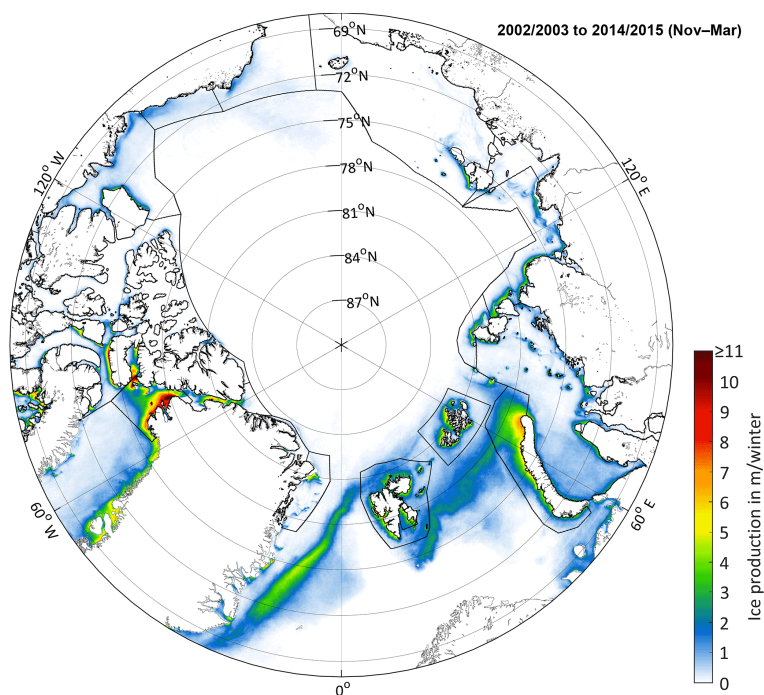 2002/2003 to 2014/2015 (Nov–Mar)
69°N
72°N
75°N
78°N
81°N
84°N
87°N
120° W
120° E
60° W
60° E
0°
≥11
10
9
8
7
6
5
4
3
2
1
0
Ice production in m/winter